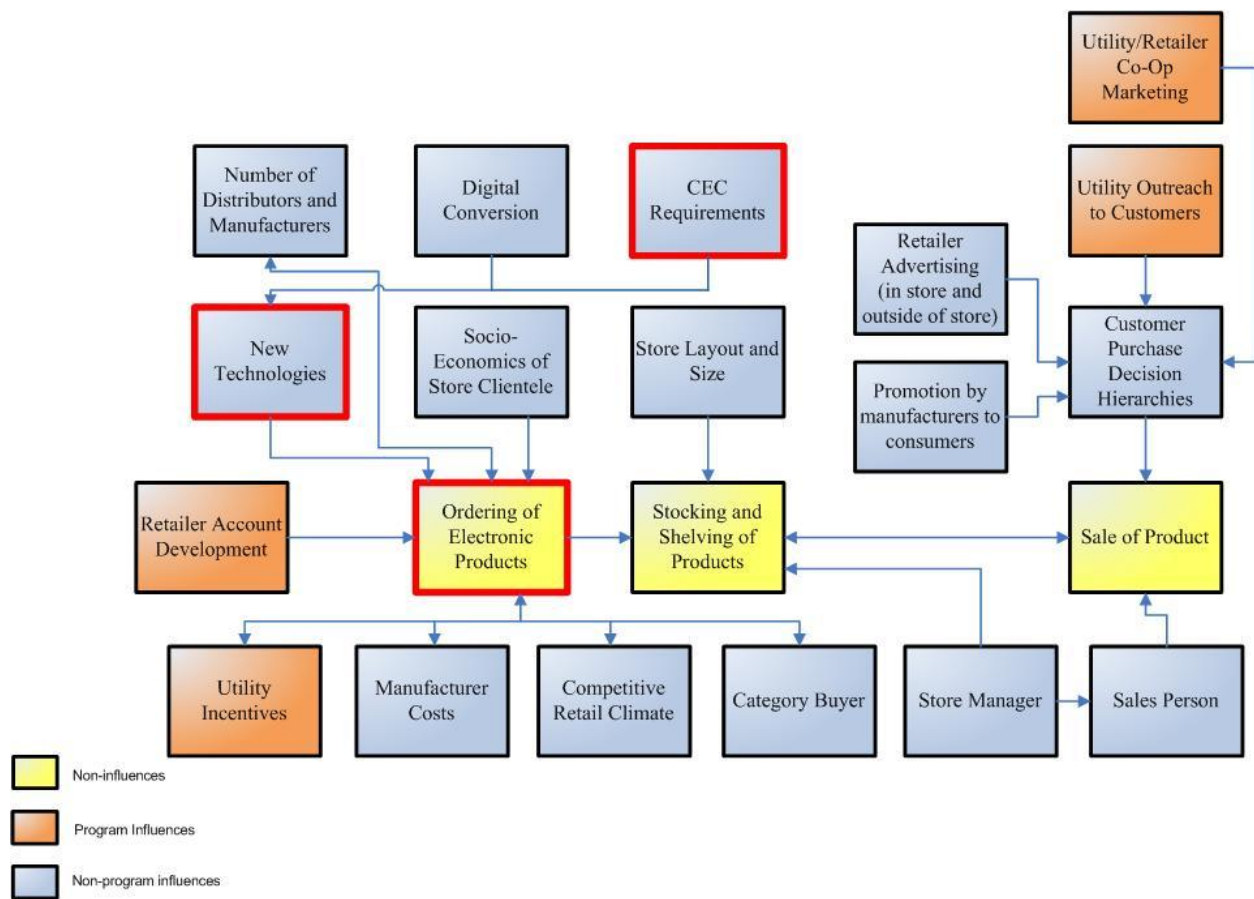 Utility/Retailer
Co-Op
Marketing
Number of
Distributors and
Manufacturers
Digital
Conversion
CEC
Requirements
Utility Outreach
to Customers
Retailer
Advertising
(in store and
outside of store)
New
Technologies
Socio-
Economics of
Store Clientele
Store Layout and
Size
Customer
Purchase
Decision
Hierarchies
Promotion by
manufacturers to
consumers
Retailer Account
Development
Ordering of
Electronic
Products
Stocking and
Shelving of
Products
Sale of Product
Utility
Incentives
Manufacturer
Costs
Competitive
Retail Climate
Category Buyer
Store Manager
Sales Person
Non-influences
Program Influences
Non-program influences